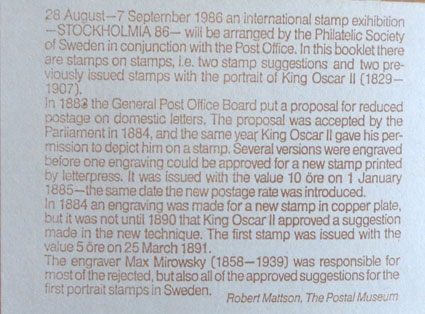 28 August—7 September 1986 an international stamp exhibition
—STOCKHOLMIA 86— will be arranged by the Philatelic Society
of Sweden in conjunction with the Post Office. In this booklet there
are stamps on stamps, i.e. two stamp suggestions and two pre-
viously issued stamps with the portrait of King Oscar II (1829—
1907).
In 1883 the General Post Office Board put a proposal for reduced
postage on domestic letters. The proposal was accepted by the
Parliament in 1884, and the same year King Oscar II gave his per-
mission to depict him on a stamp. Several versions were engraved
before one engraving could be approved for a new stamp printed
by letterpress. It was issued with the value 10 öre on 1 January
1885—the same date the new postage rate was introduced.
In 1884 an engraving was made for a new stamp in copper plate,
but it was not until 1890 that King Oscar II approved a suggestion
made in the new technique. The first stamp was issued with the
value 5 öre on 25 March 1891.
The engraver Max Mirowsky (1858—1939) was responsible for
most of the rejected, but also all of the approved suggestions for the
first portrait stamps in Sweden.
Robert Mattson, The Postal Museum